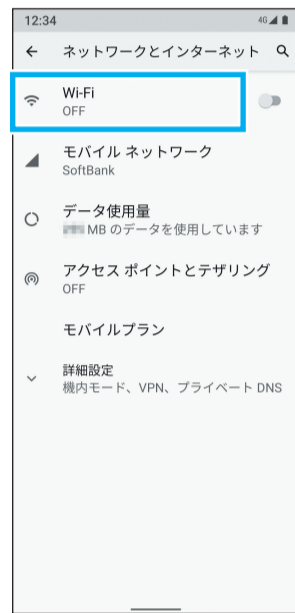 12:34
4G
ネットワークとインターネット
Wi-Fi
OFF
モバイル ネットワーク
SoftBank
データ使用量
MB のデータを使用しています
アクセス ポイントとテザリング
OFF
モバイルプラン
詳細設定
機内モード、VPN、プライベート DNS